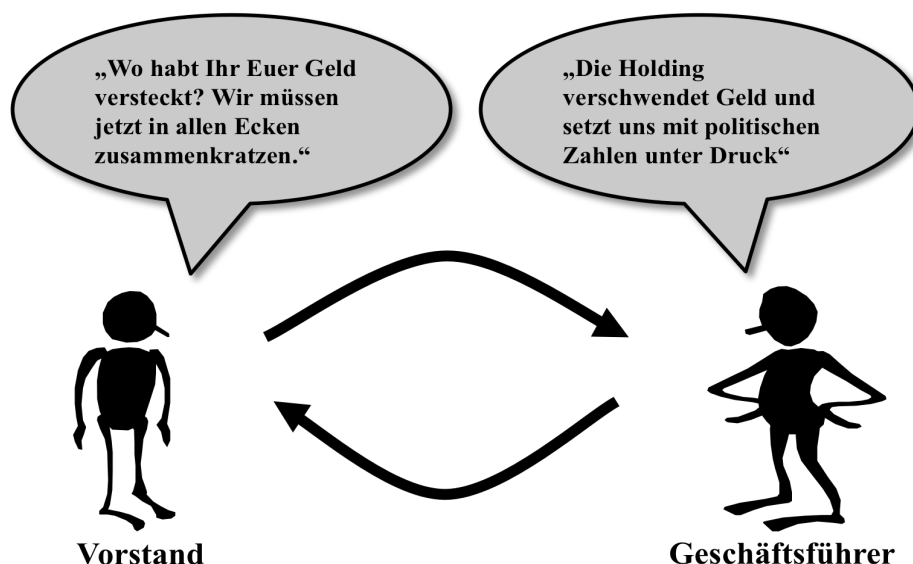 „Wo habt Ihr Euer Geld
versteckt? Wir müssen
jetzt in allen Ecken
zusammenkratzen.“
„Die Holding
verschwendet Geld und
setzt uns mit politischen
Zahlen unter Druck“
Vorstand
Geschäftsführer